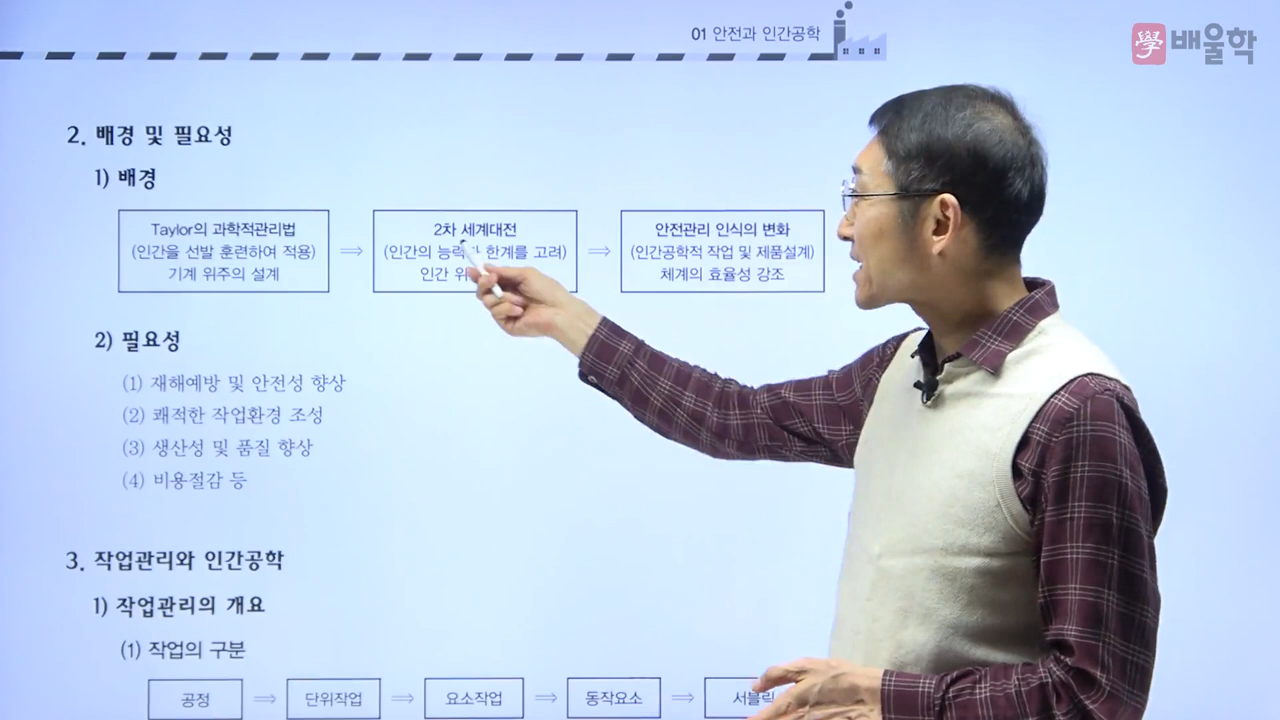 01 안전과 인간공학
學 배울학
2. 배경 및 필요성
1) 배경
Taylor의 과학적관리법
(인간을 선발 훈련하여 적용)
기계 위주의 설계
⇨
2차 세계대전
(인간의 능력 한계를 고려)
인간 위
⇨
안전관리 인식의 변화
(인간공학적 작업 및 제품설계)
체계의 효율성 강조
2) 필요성
(1) 재해예방 및 안전성 향상
(2) 쾌적한 작업환경 조성
(3) 생산성 및 품질 향상
(4) 비용절감 등
3. 작업관리와 인간공학
1) 작업관리의 개요
(1) 작업의 구분
공정 ⇨ 단위작업 ⇨ 요소작업 ⇨ 동작요소 ⇨ 서블릭